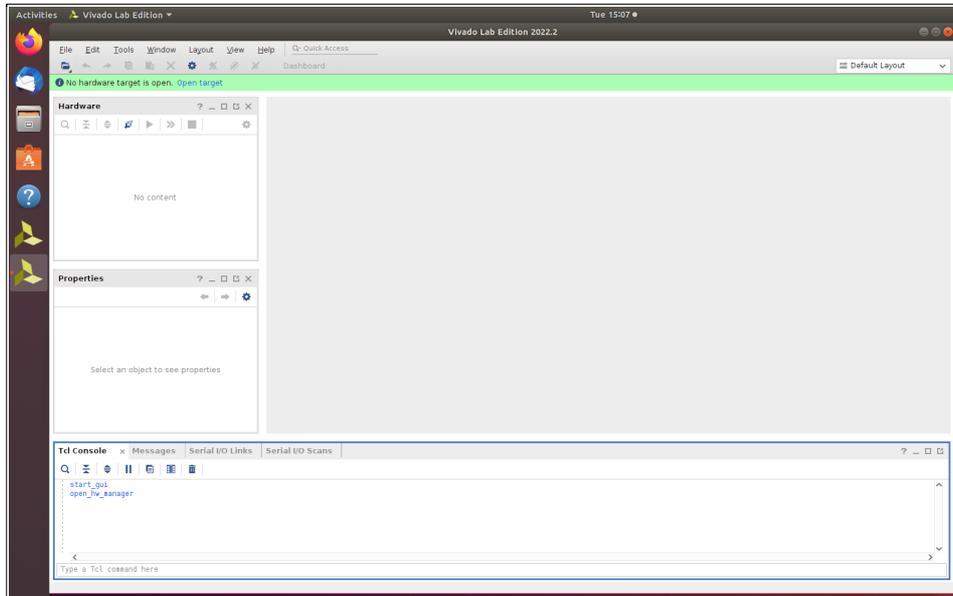 Activities Vivado Lab Edition Tue 15:07
Vivado Lab Edition 2022.2
File Edit Tools Window Layout View Help Q- Quick Access
Dashboard Default Layout
No hardware target is open. Open target
Hardware
No content
Properties
Select an object to see properties
Tcl Console Messages Serial I/O Links Serial I/O Scans
start_gui
open_hw_manager
Type a Tcl command here